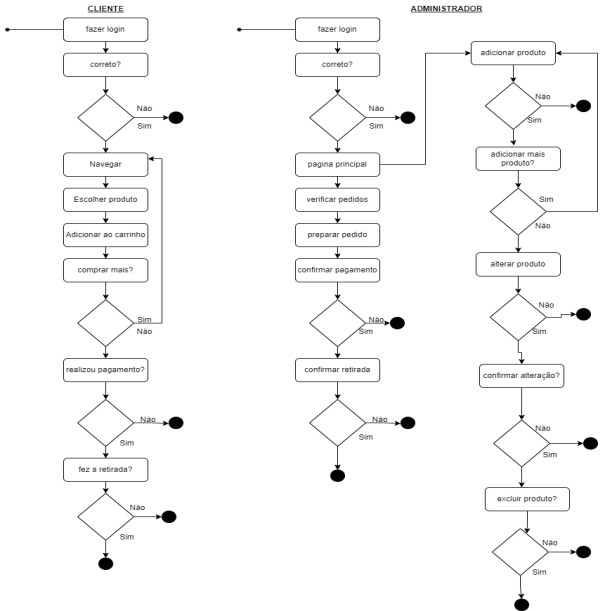 CLIENTE
fazer login
correto?
Não
Sim
Navegar
Escolher produto
Adicionar ao carrinho
comprar mais?
Sim
Não
realizou pagamento?
Não
Sim
fez a retirada?
Não
Sim
ADMINISTRADOR
fazer login
correto?
Não
Sim
pagina principal
verificar pedidos
preparar pedido
confirmar pagamento
Não
Sim
confirmar retirada
Não
Sim
adicionar produto
Não
Sim
adicionar mais
produto?
Sim
Não
alterar produto
Não
Sim
confirmar alteração?
Não
Sim
excluir produto?
Não
Sim